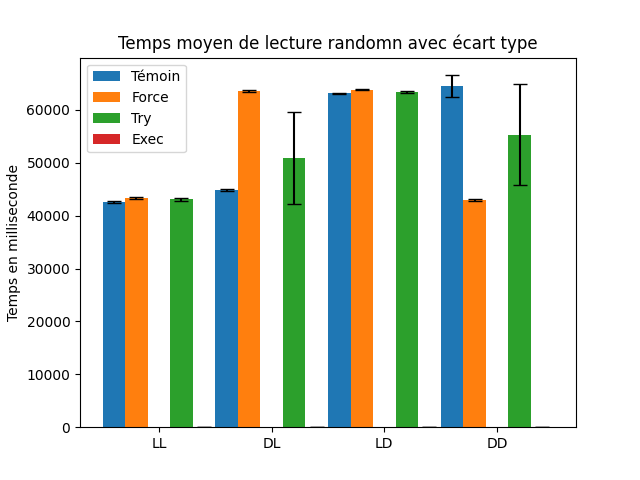 Temps moyen de lecture randomn avec écart type
Témoin
Force
Try
Exec
Temps en milliseconde
60000
50000
40000
30000
20000
10000
0
LL
DL
LD
DD